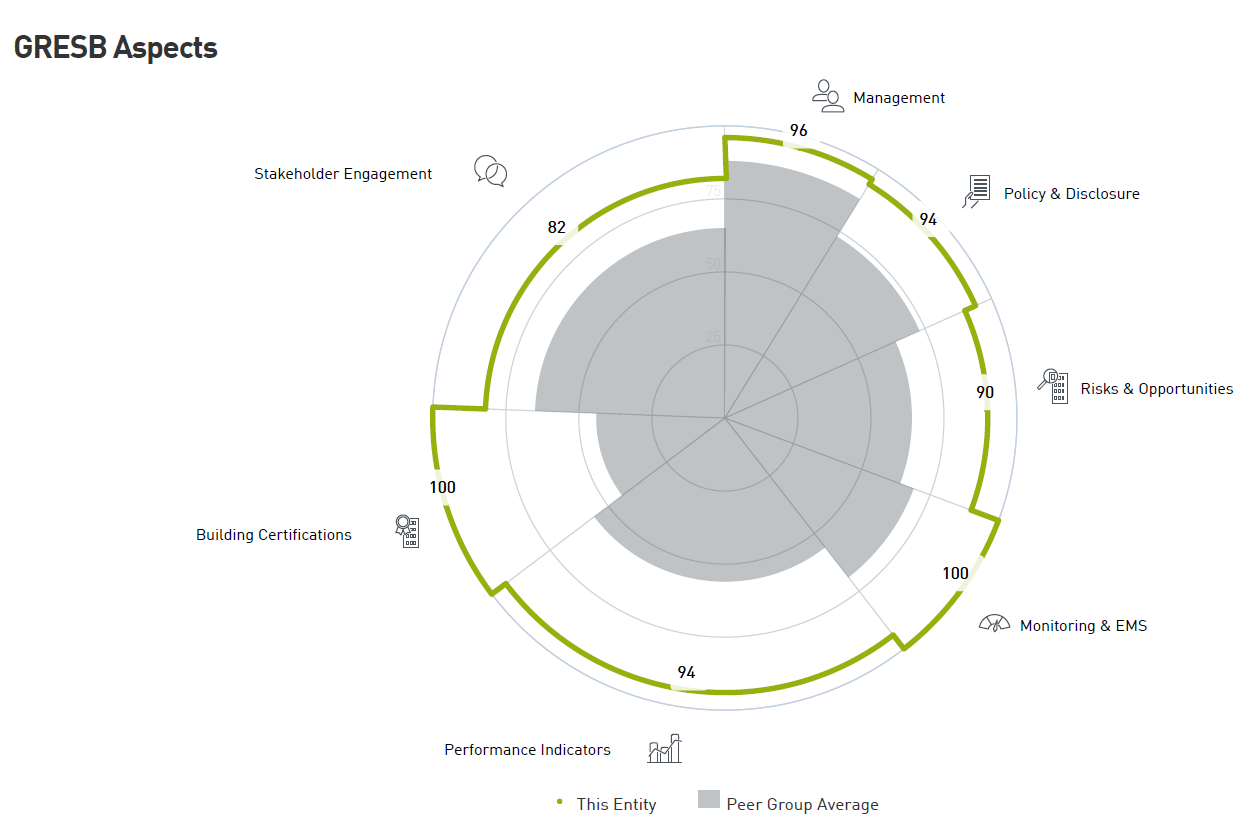 GRESB Aspects
Management
96
Stakeholder Engagement
Policy & Disclosure
75
94
82
50
25
90
Risks & Opportunities
100
Building Certifications
100
Monitoring & EMS
94
Performance Indicators
This Entity
Peer Group Average